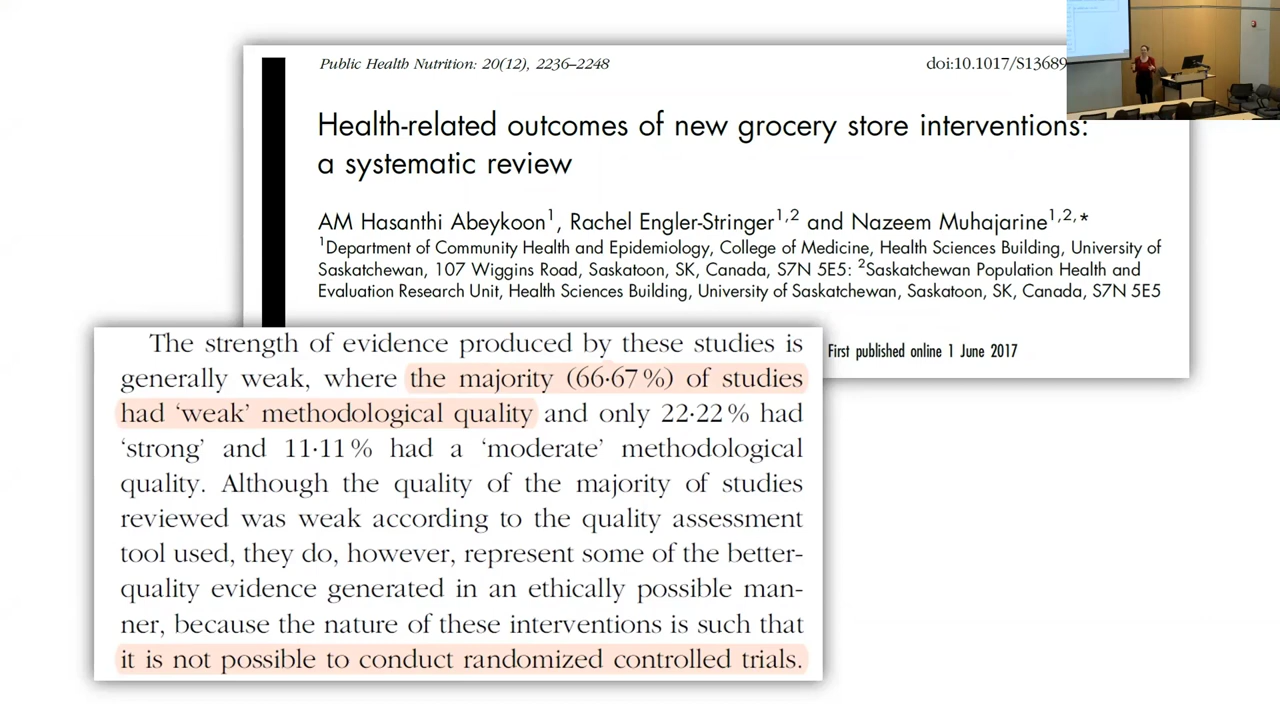 Public Health Nutrition: 20(12), 2236–2248
doi:10.1017/S13689
Health-related outcomes of new grocery store interventions:
a systematic review
AM Hasanthi Abeykoon1, Rachel Engler-Stringer1,2 and Nazeem Muhajarine1,2,*
1Department of Community Health and Epidemiology, College of Medicine, Health Sciences Building, University of
Saskatchewan, 107 Wiggins Road, Saskatoon, SK, Canada, S7N 5E5: 2Saskatchewan Population Health and
Evaluation Research Unit, Health Sciences Building, University of Saskatchewan, Saskatoon, SK, Canada, S7N 5E5
First published online 1 June 2017
The strength of evidence produced by these studies is
generally weak, where the majority (66·67 %) of studies
had ‘weak’ methodological quality and only 22·22 % had
‘strong’ and 11·11 % had a ‘moderate’ methodological
quality. Although the quality of the majority of studies
reviewed was weak according to the quality assessment
tool used, they do, however, represent some of the better-
quality evidence generated in an ethically possible man-
ner, because the nature of these interventions is such that
it is not possible to conduct randomized controlled trials.